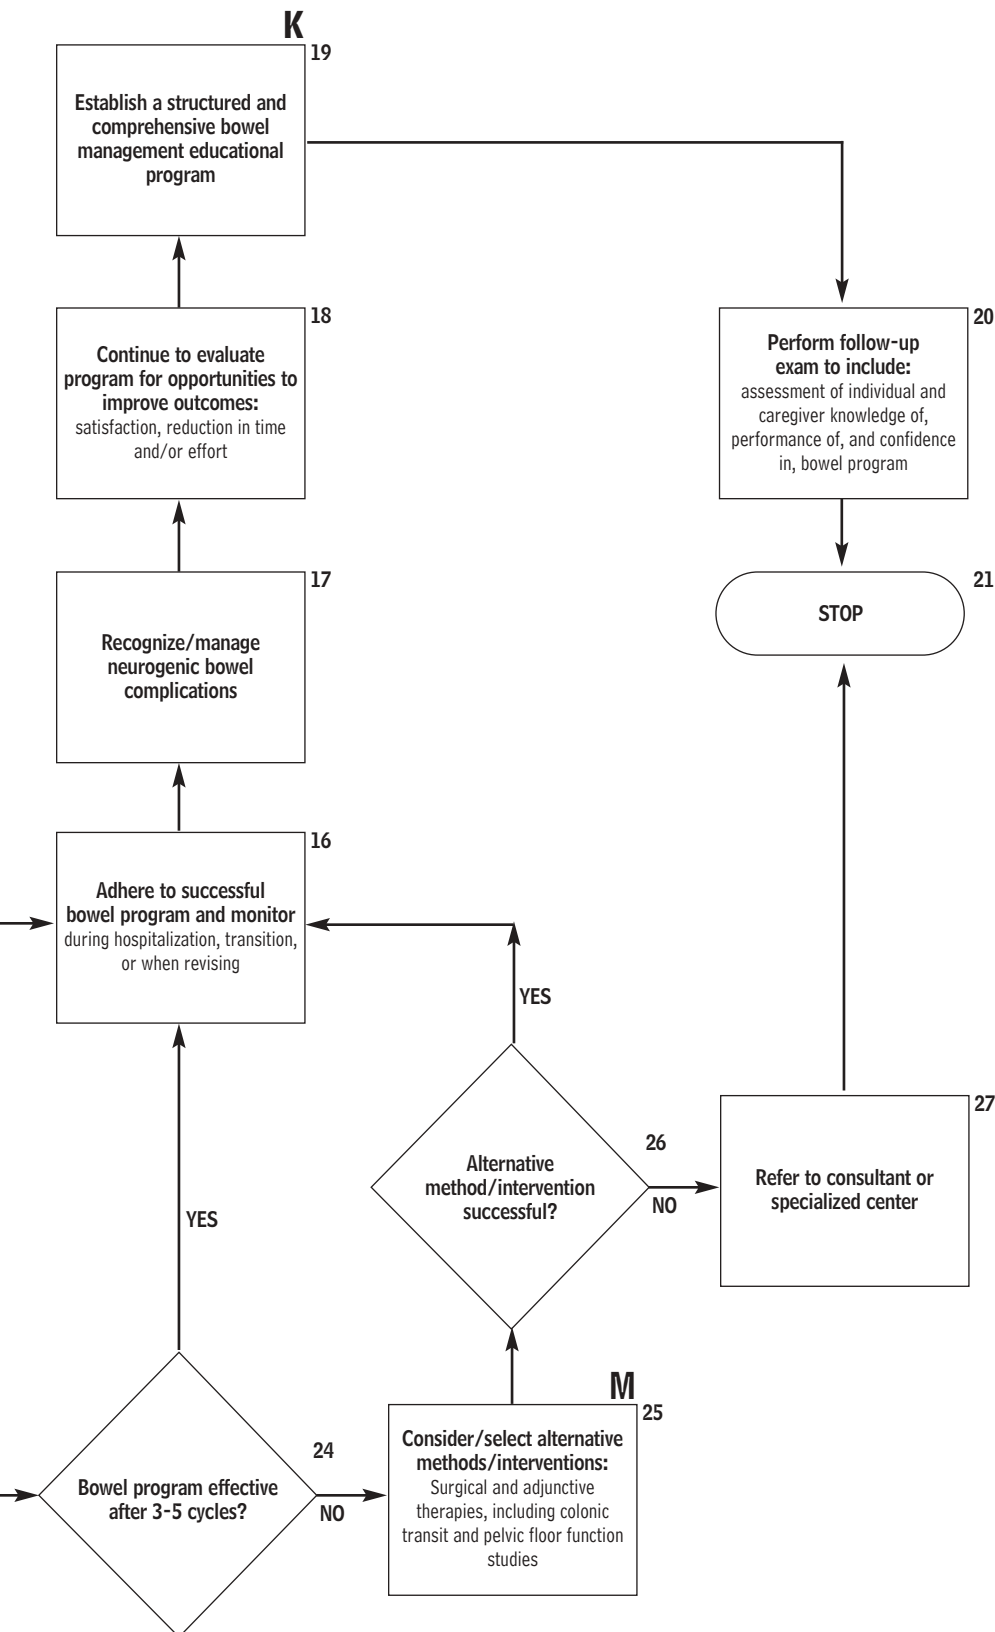 K
19
Establish a structured and
comprehensive bowel
management educational
program
18
Continue to evaluate
program for opportunities to
improve outcomes:
satisfaction, reduction in time
and/or effort
20
Perform follow-up
exam to include:
assessment of individual and
caregiver knowledge of,
performance of, and confidence
in, bowel program
17
Recognize/manage
neurogenic bowel
complications
21
STOP
16
Adhere to successful
bowel program and monitor
during hospitalization, transition,
or when revising
YES
26
Alternative
method/intervention
successful?
NO
27
Refer to consultant or
specialized center
YES
24
Bowel program effective
after 3-5 cycles?
NO
M
25
Consider/select alternative
methods/interventions:
Surgical and adjunctive
therapies, including colonic
transit and pelvic floor function
studies